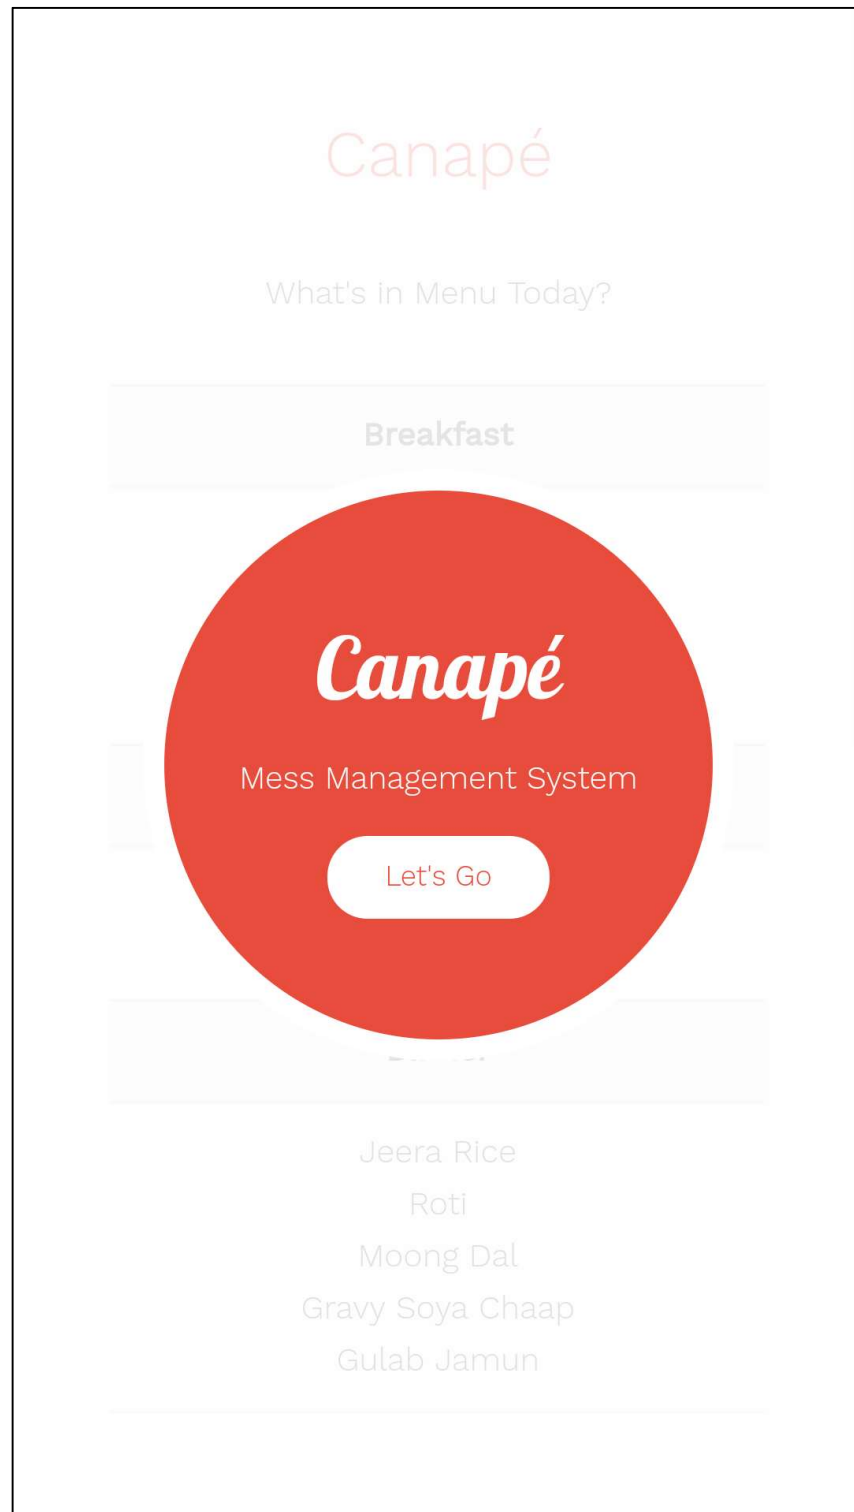 Canapé
What's in Menu Today?
Breakfast
Canapé
Mess Management System
Let's Go
Jeera Rice
Roti
Moong Dal
Gravy Soya Chaap
Gulab Jamun